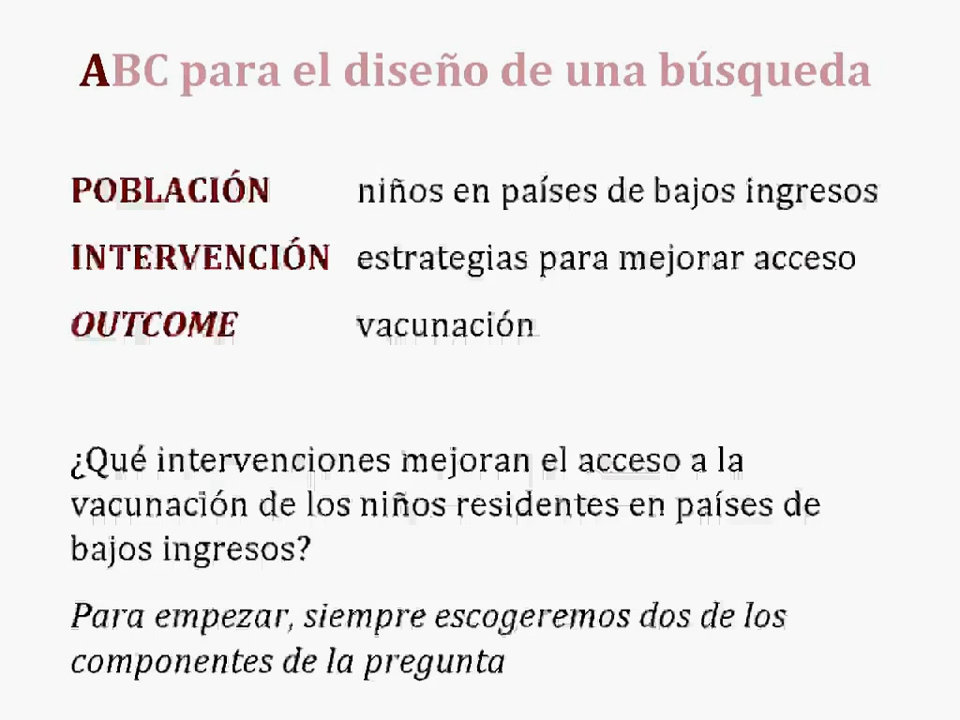 ABC para el diseño de una búsqueda
POBLACIÓN niños en países de bajos ingresos
INTERVENCIÓN estrategias para mejorar acceso
OUTCOME vacunación
¿Qué intervenciones mejoran el acceso a la
vacunación de los niños residentes en países de
bajos ingresos?
Para empezar, siempre escogeremos dos de los
componentes de la pregunta